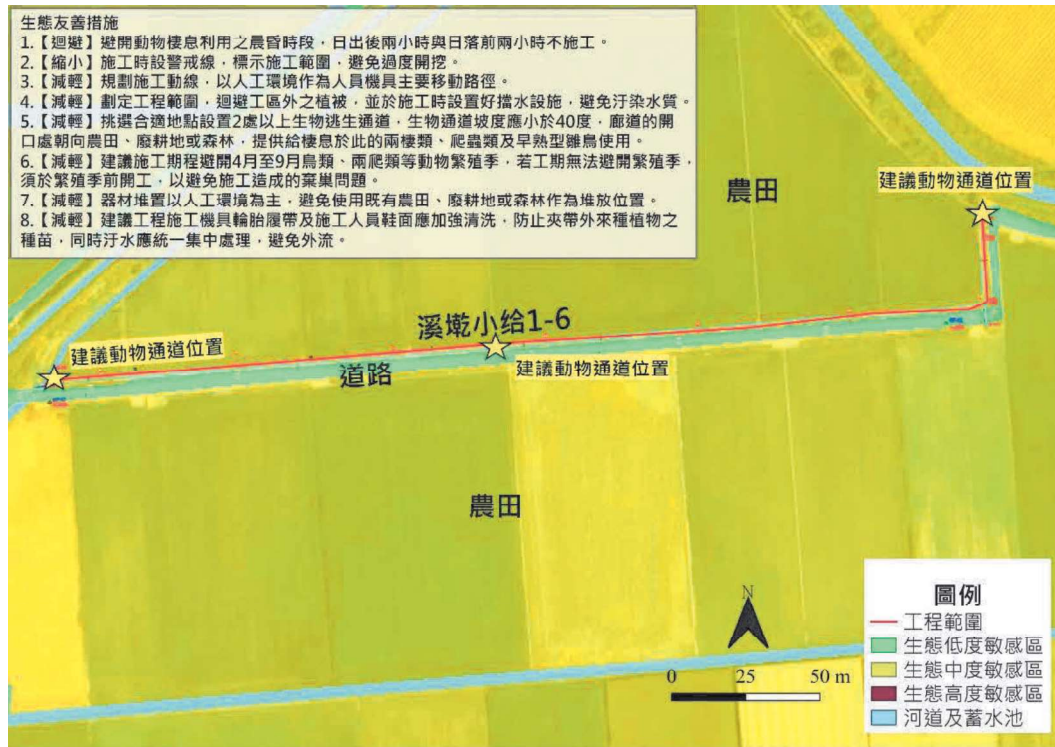 生態友善措施
1.【迴避】避開動物棲息利用之晨昏時段，日出後兩小時與日落前兩小時不施工。
2.【縮小】施工時設警戒線，標示施工範圍，避免過度開挖。
3.【減輕】規劃施工動線，以人工環境作為人員機具主要移動路徑。
4.【減輕】劃定工程範圍，迴避工區外之植被，並於施工時設置好擋水設施，避免汙染水質。
5.【減輕】挑選合適地點設置2處以上生物逃生通道，生物通道坡度應小於40度，廊道的開
口處朝向農田、廢耕地或森林，提供給棲息於此的兩棲類、爬蟲類及早熟型雛鳥使用。
6.【減輕】建議施工期程避開4月至9月鳥類、兩爬類等動物繁殖季，若工期無法避開繁殖季，
須於繁殖季前開工，以避免施工造成的棄巢問題。
7.【減輕】器材堆置以人工環境為主，避免使用既有農田、廢耕地或森林作為堆放位置。
8.【減輕】建議工程施工機具輪胎履帶及施工人員鞋面應加強清洗，防止夾帶外來種植物之
種苗，同時汙水應統一集中處理，避免外流。
農田
建議動物通道位置
溪墘小给1-6
建議動物通道位置
道路
建議動物通道位置
農田
N
0 25 50 m
圖例
工程範圍
生態低度敏感區
生態中度敏感區
生態高度敏感區
河道及蓄水池